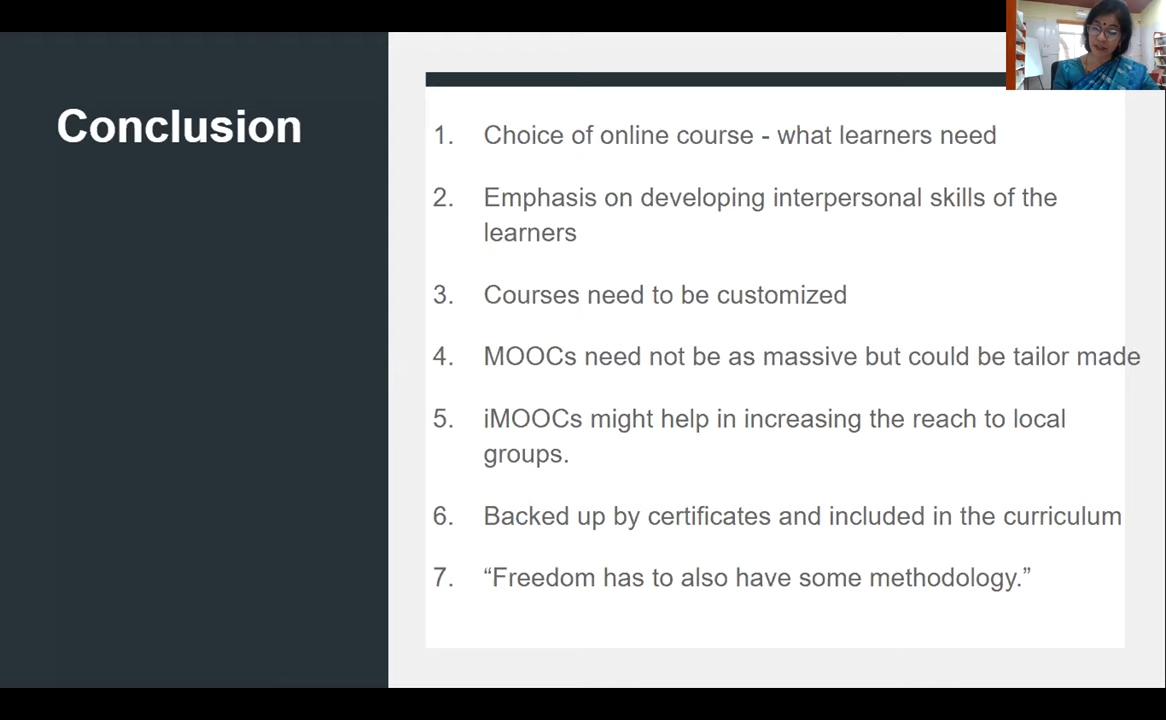 Conclusion
1. Choice of online course - what learners need
2. Emphasis on developing interpersonal skills of the
learners
3. Courses need to be customized
4. MOOCs need not be as massive but could be tailor made
5. iMOOCs might help in increasing the reach to local
groups.
6. Backed up by certificates and included in the curriculum
7. “Freedom has to also have some methodology.”